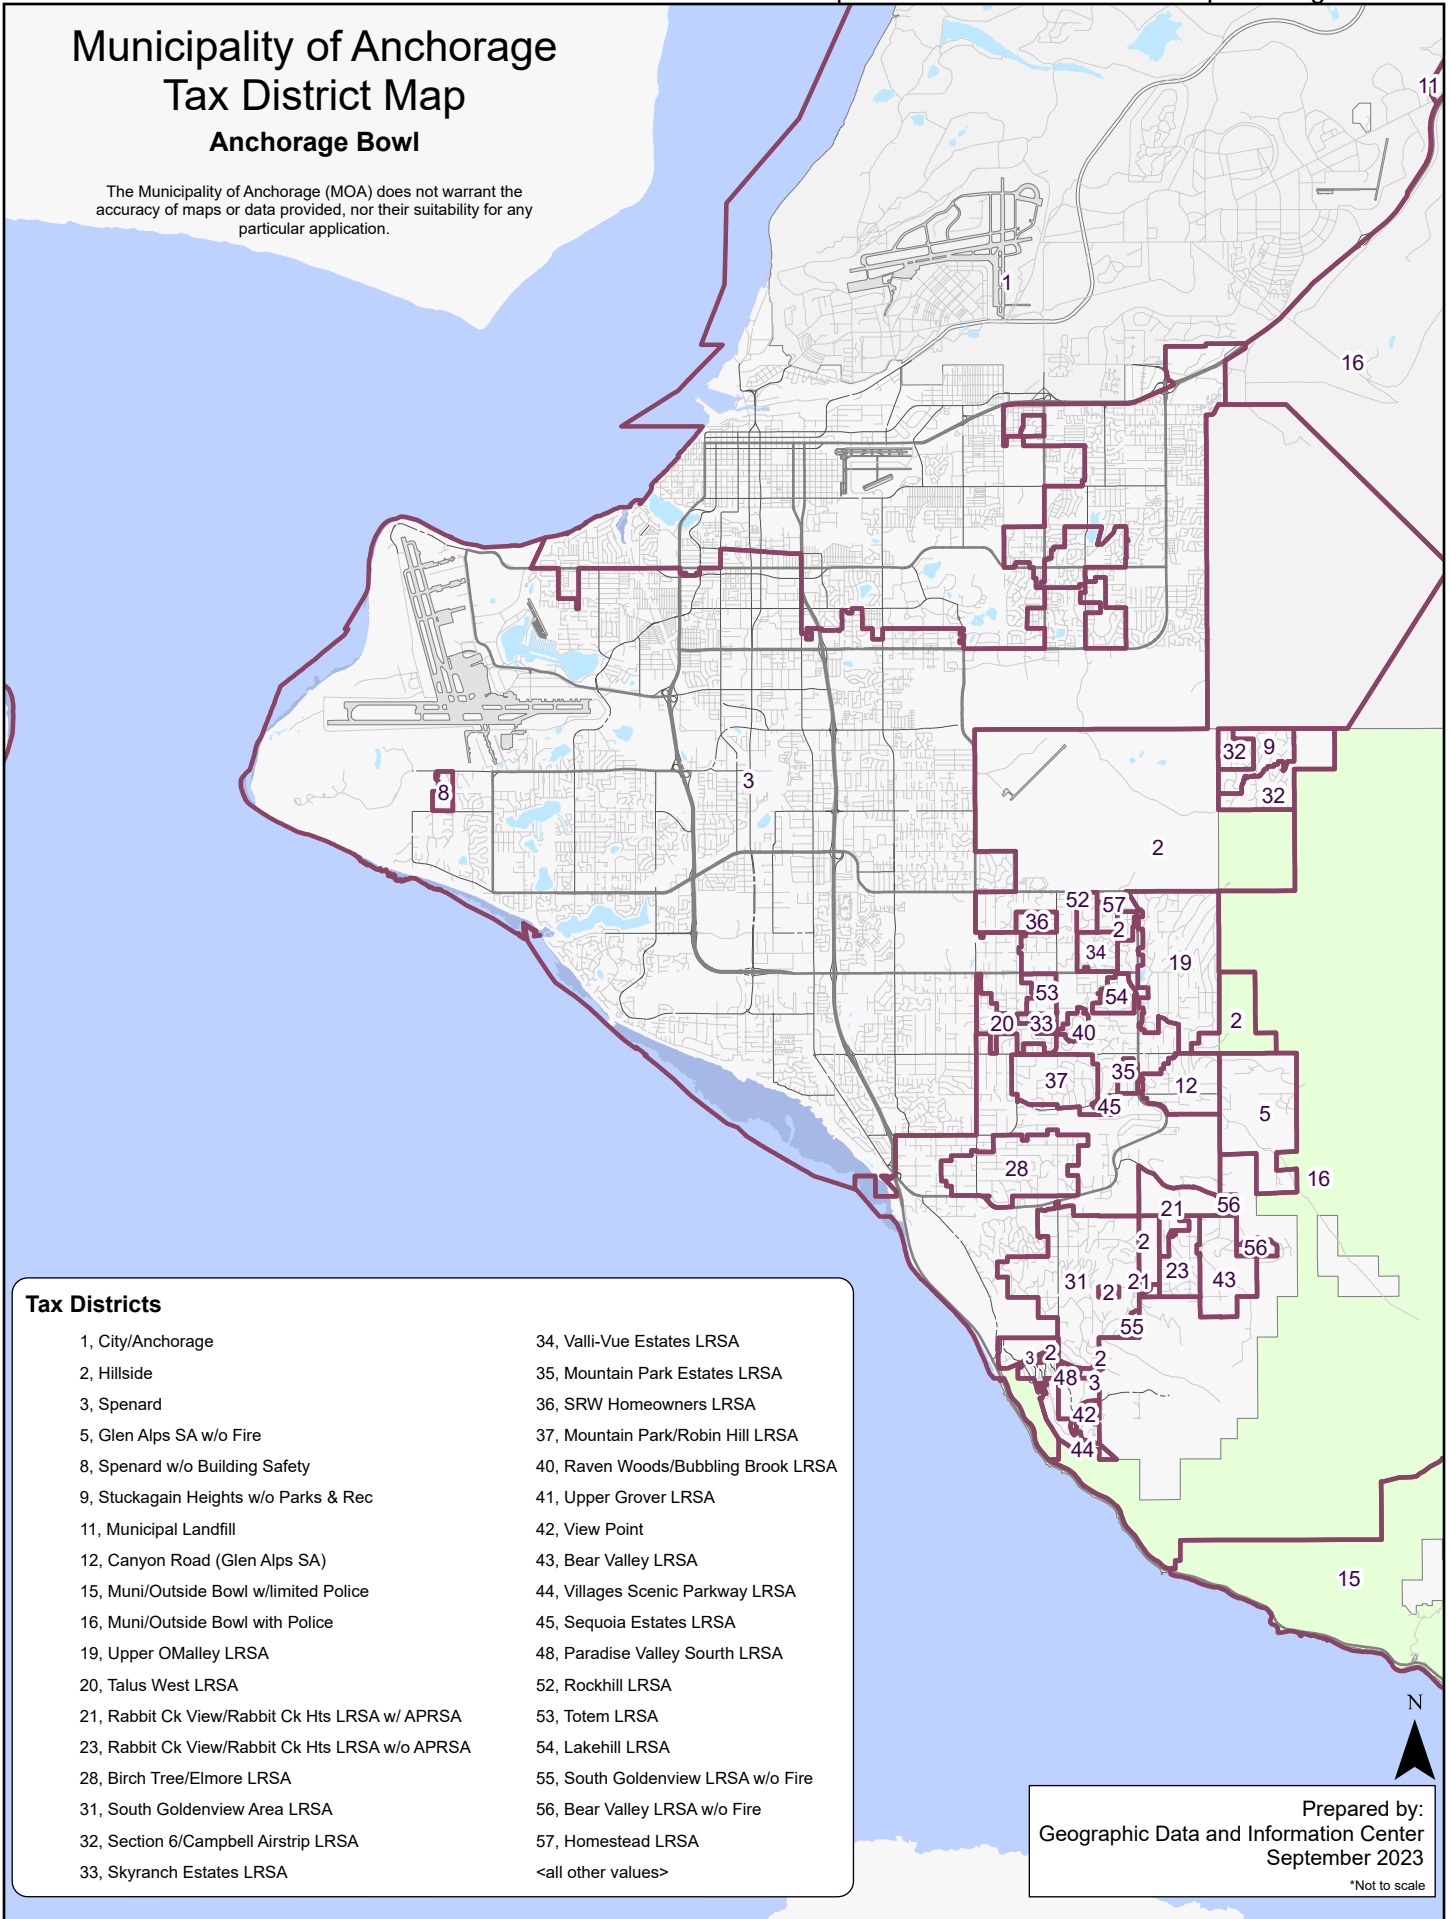 Municipality of Anchorage
Tax District Map
Anchorage Bowl
The Municipality of Anchorage (MOA) does not warrant the
accuracy of maps or data provided, nor their suitability for any
particular application.
11
1
16
3
8
32
9
32
2
52
57
36
2
34
19
53
54
20
33
40
2
37
35
12
45
5
28
16
56
21
2
56
31
21
23
43
2
55
3
2
2
48
3
42
44
15
Tax Districts
1, City/Anchorage
2, Hillside
3, Spenard
5, Glen Alps SA w/o Fire
8, Spenard w/o Building Safety
9, Stuckagain Heights w/o Parks & Rec
11, Municipal Landfill
12, Canyon Road (Glen Alps SA)
15, Muni/Outside Bowl w/limited Police
16, Muni/Outside Bowl with Police
19, Upper OMalley LRSA
20, Talus West LRSA
21, Rabbit Ck View/Rabbit Ck Hts LRSA w/ APRSA
23, Rabbit Ck View/Rabbit Ck Hts LRSA w/o APRSA
28, Birch Tree/Elmore LRSA
31, South Goldenview Area LRSA
32, Section 6/Campbell Airstrip LRSA
33, Skyranch Estates LRSA
34, Valli-Vue Estates LRSA
35, Mountain Park Estates LRSA
36, SRW Homeowners LRSA
37, Mountain Park/Robin Hill LRSA
40, Raven Woods/Bubbling Brook LRSA
41, Upper Grover LRSA
42, View Point
43, Bear Valley LRSA
44, Villages Scenic Parkway LRSA
45, Sequoia Estates LRSA
48, Paradise Valley Sourth LRSA
52, Rockhill LRSA
53, Totem LRSA
54, Lakehill LRSA
55, South Goldenview LRSA w/o Fire
56, Bear Valley LRSA w/o Fire
57, Homestead LRSA
<all other values>
N
Prepared by:
Geographic Data and Information Center
September 2023
*Not to scale